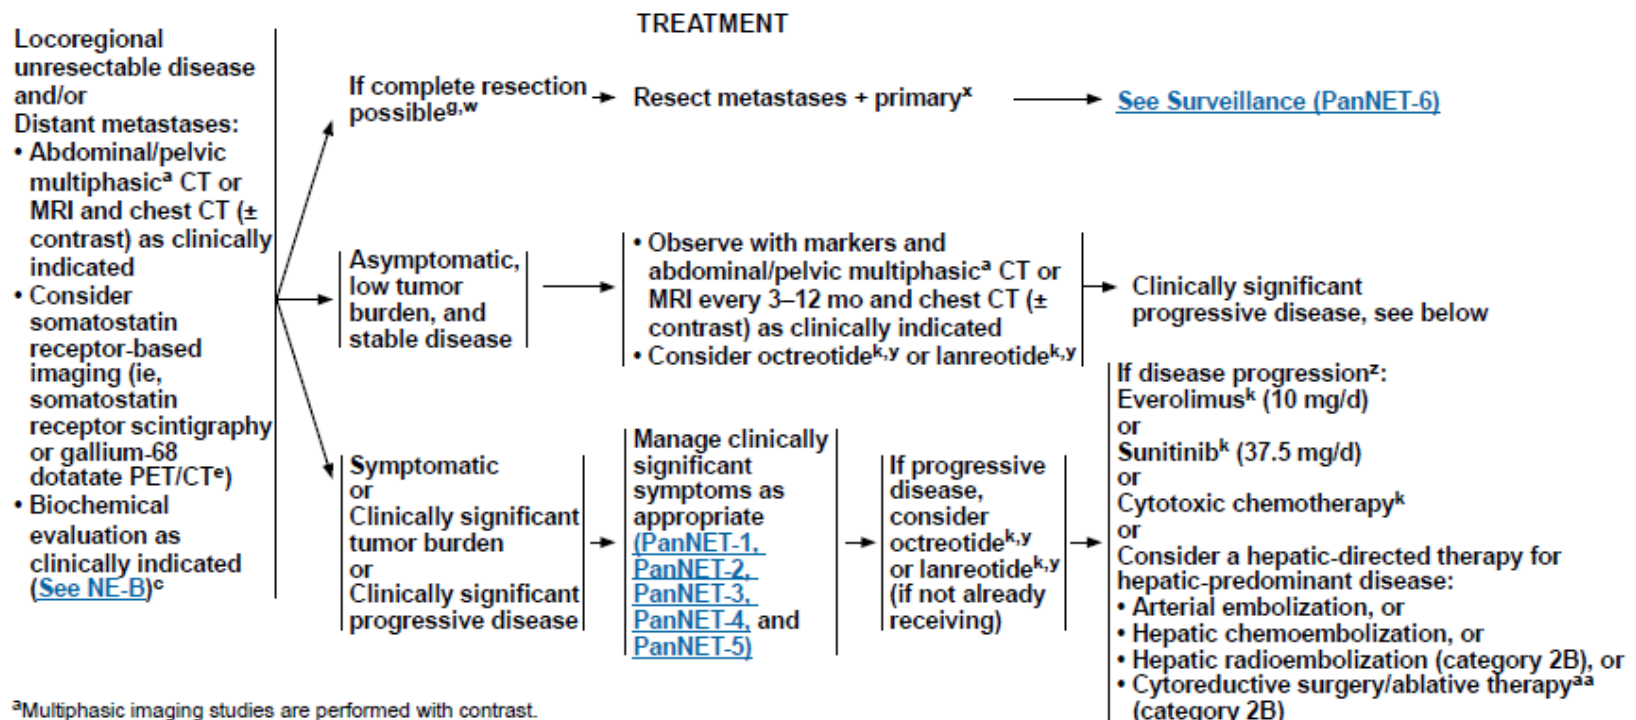 TREATMENT
Locoregional
unresectable disease
and/or
Distant metastases:
• Abdominal/pelvic
multiphasicᵃ CT or
MRI and chest CT (±
contrast) as clinically
indicated
• Consider
somatostatin
receptor-based
imaging (ie,
somatostatin
receptor scintigraphy
or gallium-68
dotatate PET/CTᵉ)
• Biochemical
evaluation as
clinically indicated
(See NE-B)ᶜ
If complete resection
possibleᵍ,ʷ
Resect metastases + primaryˣ
See Surveillance (PanNET-6)
Asymptomatic,
low tumor
burden, and
stable disease
• Observe with markers and
abdominal/pelvic multiphasicᵃ CT or
MRI every 3–12 mo and chest CT (±
contrast) as clinically indicated
• Consider octreotideᵏ,ʸ or lanreotideᵏ,ʸ
Clinically significant
progressive disease, see below
Symptomatic
or
Clinically significant
tumor burden
or
Clinically significant
progressive disease
Manage clinically
significant
symptoms as
appropriate
(PanNET-1,
PanNET-2,
PanNET-3,
PanNET-4, and
PanNET-5)
If progressive
disease,
consider
octreotideᵏ,ʸ
or lanreotideᵏ,ʸ
(if not already
receiving)
If disease progressionᶻ:
Everolimusᵏ (10 mg/d)
or
Sunitinibᵏ (37.5 mg/d)
or
Cytotoxic chemotherapyᵏ
or
Consider a hepatic-directed therapy for
hepatic-predominant disease:
• Arterial embolization, or
• Hepatic chemoembolization, or
• Hepatic radioembolization (category 2B), or
• Cytoreductive surgery/ablative therapyᵃᵃ
(category 2B)
ᵃMultiphasic imaging studies are performed with contrast.